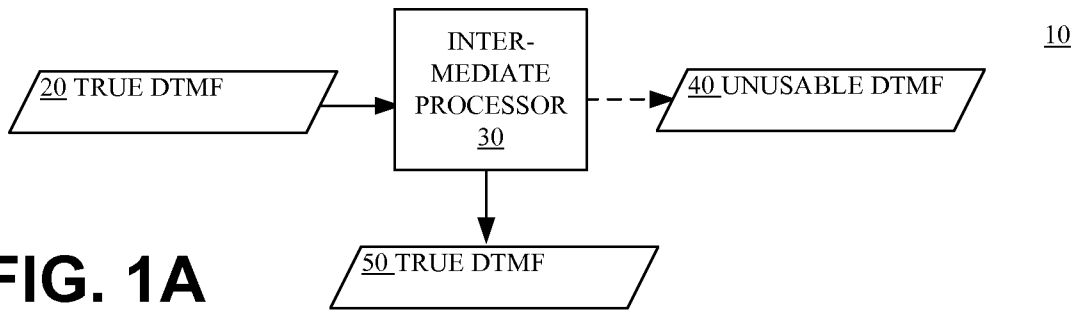 10
INTER-
MEDIATE
PROCESSOR
30
20 TRUE DTMF
40 UNUSABLE DTMF
50 TRUE DTMF
FIG. 1A